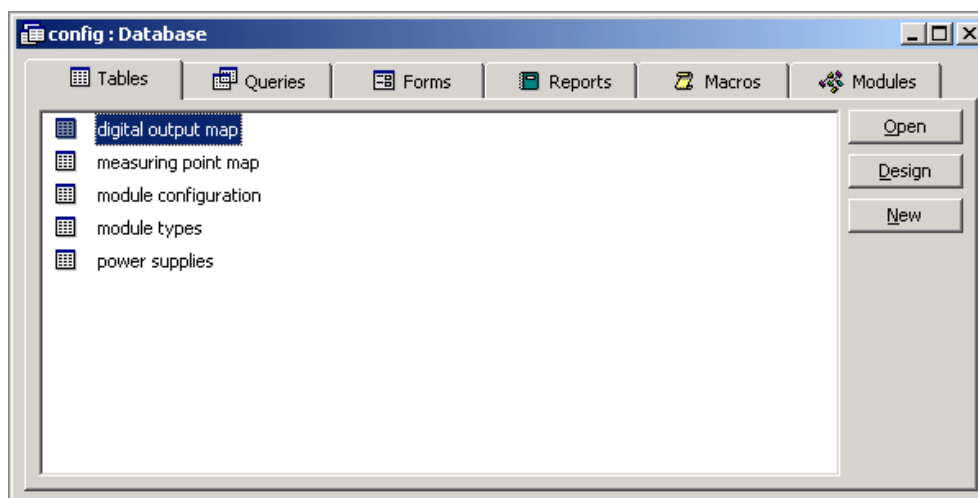 config : Database
Tables Queries Forms Reports Macros Modules
digital output map Open
measuring point map
module configuration Design
module types New
power supplies